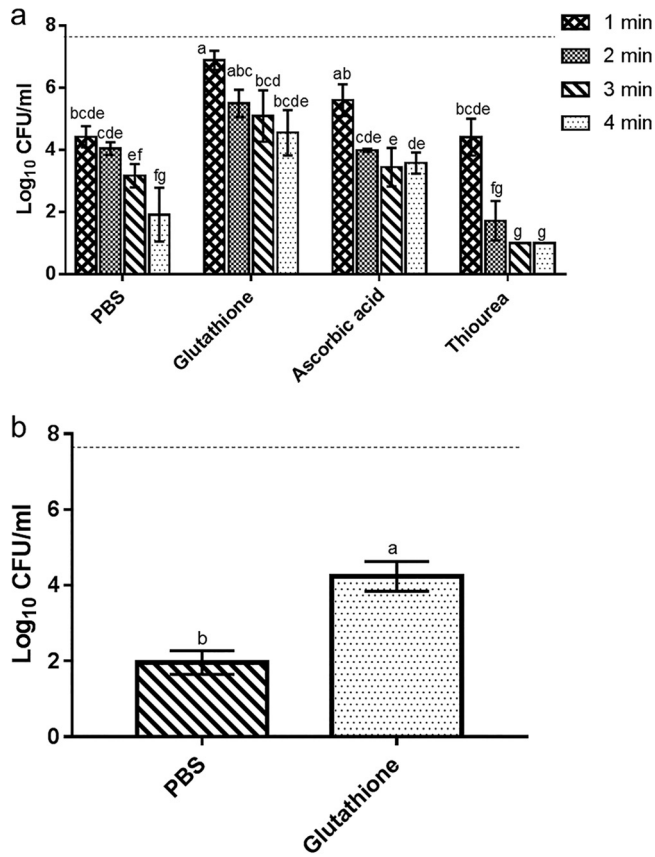 a
8
6
4
2
0
Log10 CFU/ml
bcde
cde
ef
fg
a
abc
bcd
bcde
ab
cde
e
de
bcde
fg
g
g
1 min
2 min
3 min
4 min
PBS
Glutathione
Ascorbic acid
Thiourea
b
8
6
4
2
0
Log10 CFU/ml
b
a
PBS
Glutathione